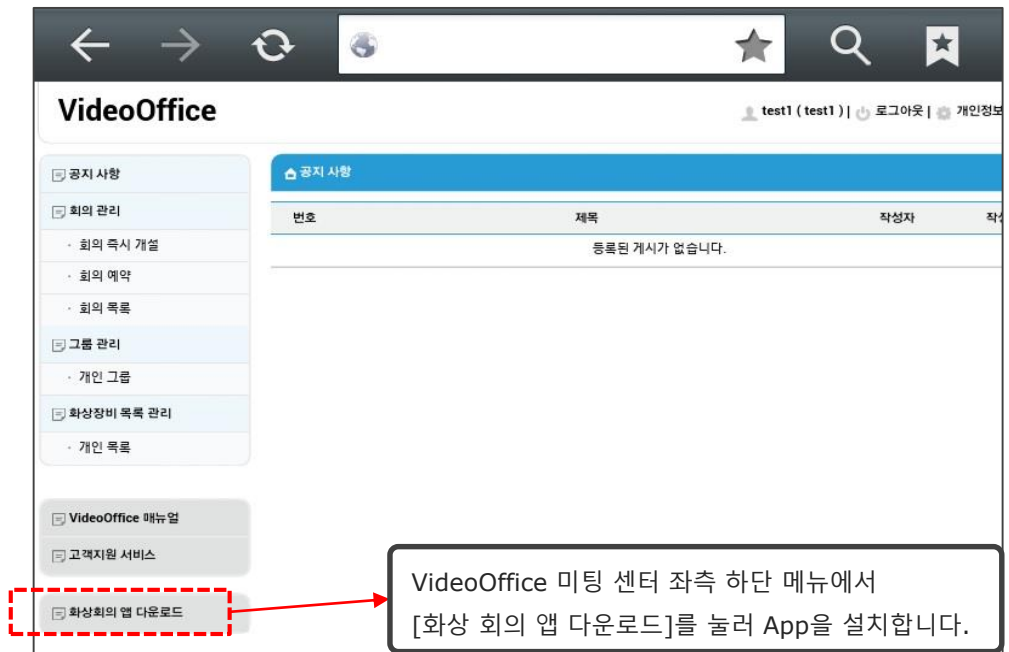 VideoOffice
test1 ( test1 ) | 로그아웃 | 개인정보
공지 사항
회의 관리
· 회의 즉시 개설
· 회의 예약
· 회의 목록
그룹 관리
· 개인 그룹
화상장비 목록 관리
· 개인 목록
VideoOffice 매뉴얼
고객지원 서비스
화상회의 앱 다운로드
공지 사항
번호 제목 작성자
등록된 게시가 없습니다.
VideoOffice 미팅 센터 좌측 하단 메뉴에서
[화상 회의 앱 다운로드]를 눌러 App을 설치합니다.